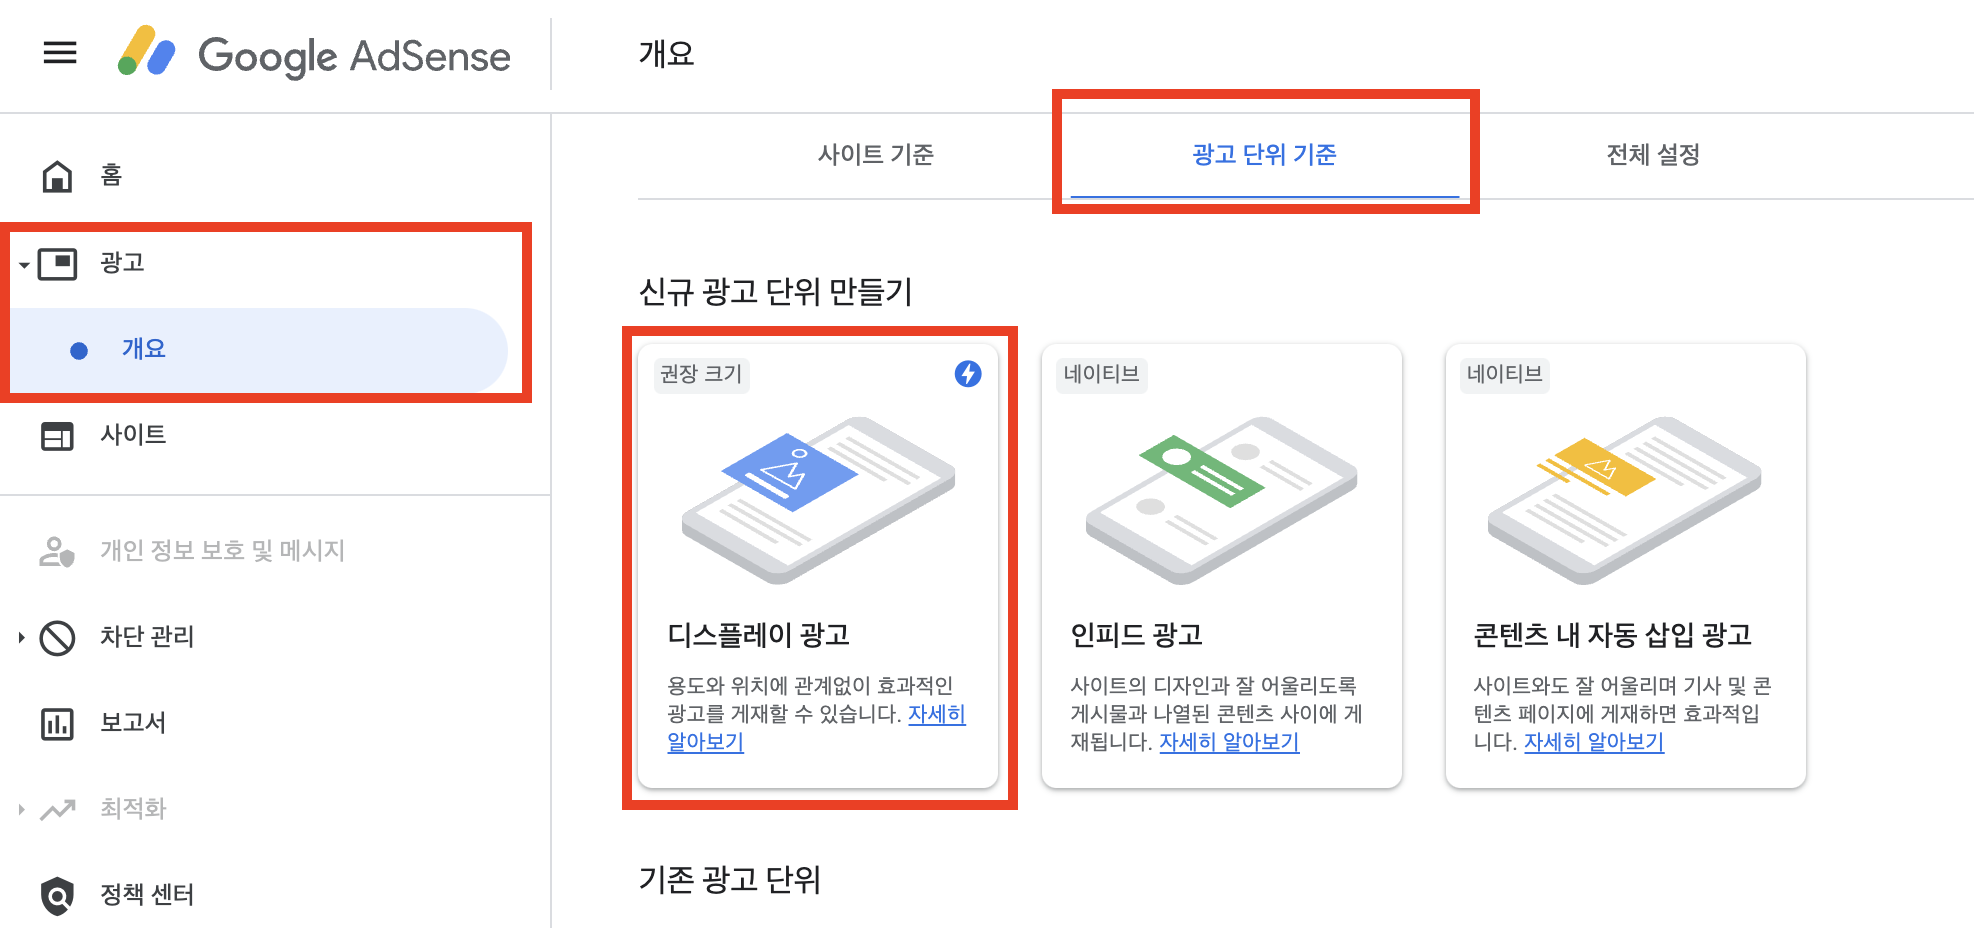 Google AdSense
개요
홈
광고
개요
사이트
개인 정보 보호 및 메시지
차단 관리
보고서
최적화
정책 센터
사이트 기준
광고 단위 기준
전체 설정
신규 광고 단위 만들기
권장 크기
디스플레이 광고
용도와 위치에 관계없이 효과적인
광고를 게재할 수 있습니다. 자세히
알아보기
네이티브
인피드 광고
사이트의 디자인과 잘 어울리도록
게시물과 나열된 콘텐츠 사이에 게
재됩니다. 자세히 알아보기
네이티브
콘텐츠 내 자동 삽입 광고
사이트와도 잘 어울리며 기사 및 콘
텐츠 페이지에 게재하면 효과적입
니다. 자세히 알아보기
기존 광고 단위